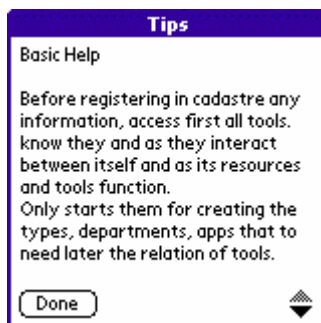 Tips
Basic Help
Before registering in cadastre any
information, access first all tools.
know they and as they interact
between itself and as its resources
and tools function.
Only starts them for creating the
types, departments, apps that to
need later the relation of tools.
Done